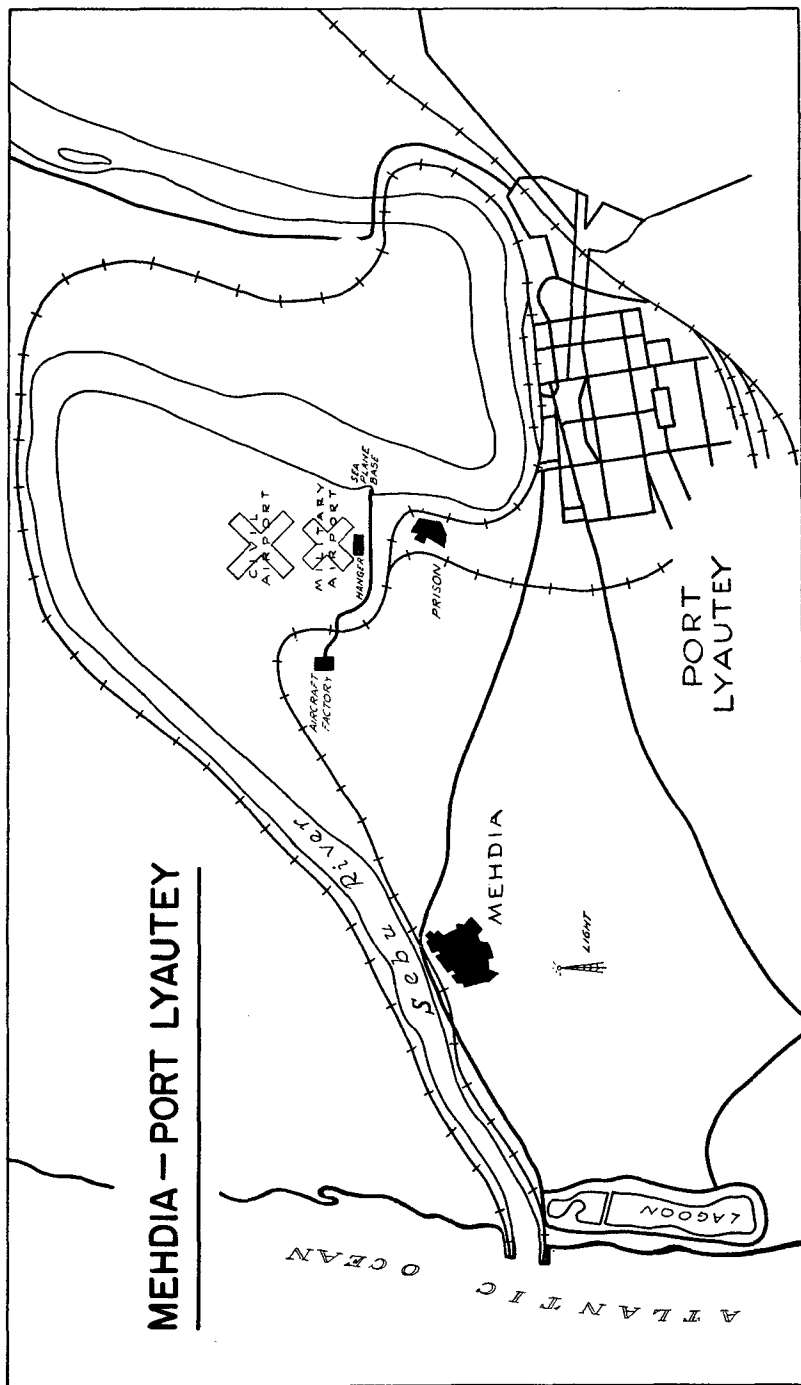 MEHDIA — PORT LYAUTEY
ATLANTIC OCEAN
Sebu River
CIVIL
AIRPORT
MILITARY
AIRPORT
HANGER
SEA
PLANE
BASE
AIRCRAFT
FACTORY
PRISON
MEHDIA
LIGHT
PORT
LYAUTEY
LAGOON